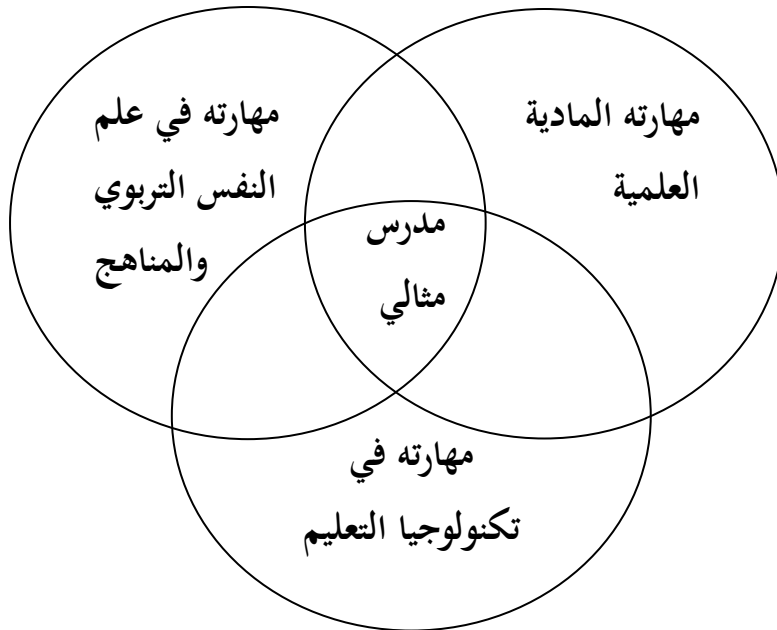 مهارته المادية
العلمية
مهارته في علم
النفس التربوي
والمناهج
مدرس
مثالي
مهارته في
تكنولوجيا التعليم